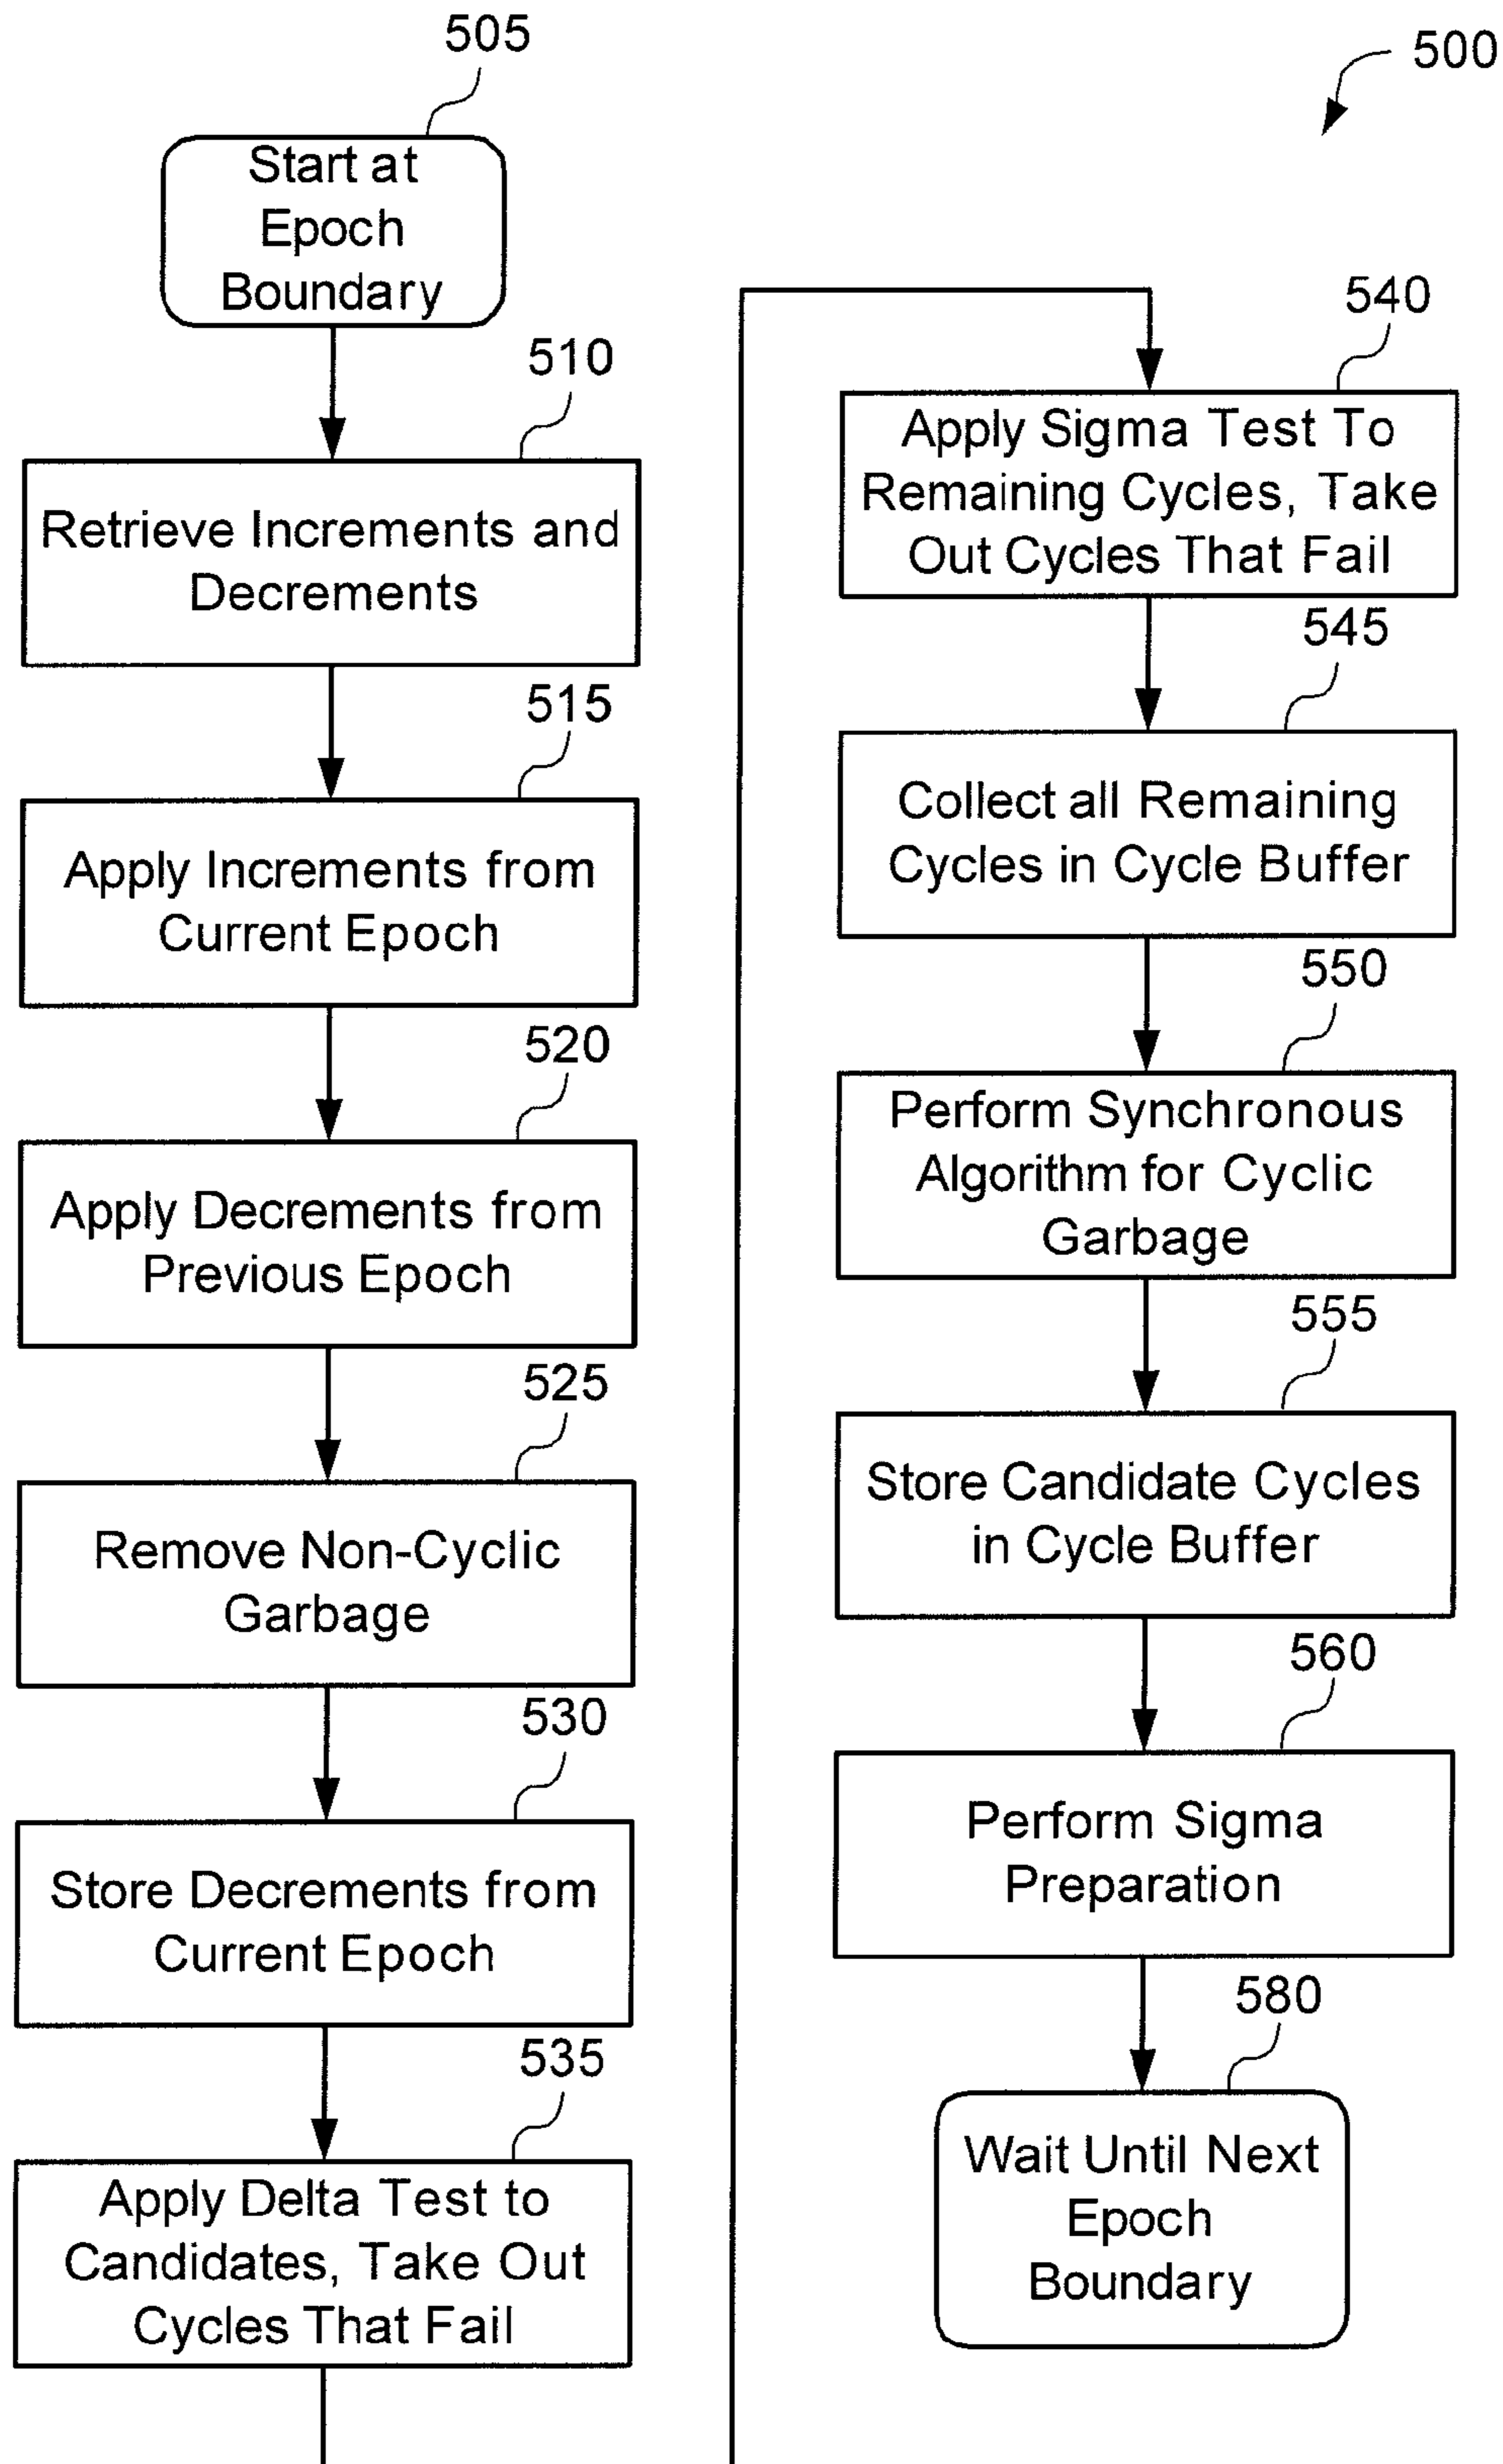 500
505
Start at
Epoch
Boundary
510
Retrieve Increments and
Decrements
515
Apply Increments from
Current Epoch
520
Apply Decrements from
Previous Epoch
525
Remove Non-Cyclic
Garbage
530
Store Decrements from
Current Epoch
535
Apply Delta Test to
Candidates, Take Out
Cycles That Fail
540
Apply Sigma Test To
Remaining Cycles, Take
Out Cycles That Fail
545
Collect all Remaining
Cycles in Cycle Buffer
550
Perform Synchronous
Algorithm for Cyclic
Garbage
555
Store Candidate Cycles
in Cycle Buffer
560
Perform Sigma
Preparation
580
Wait Until Next
Epoch
Boundary